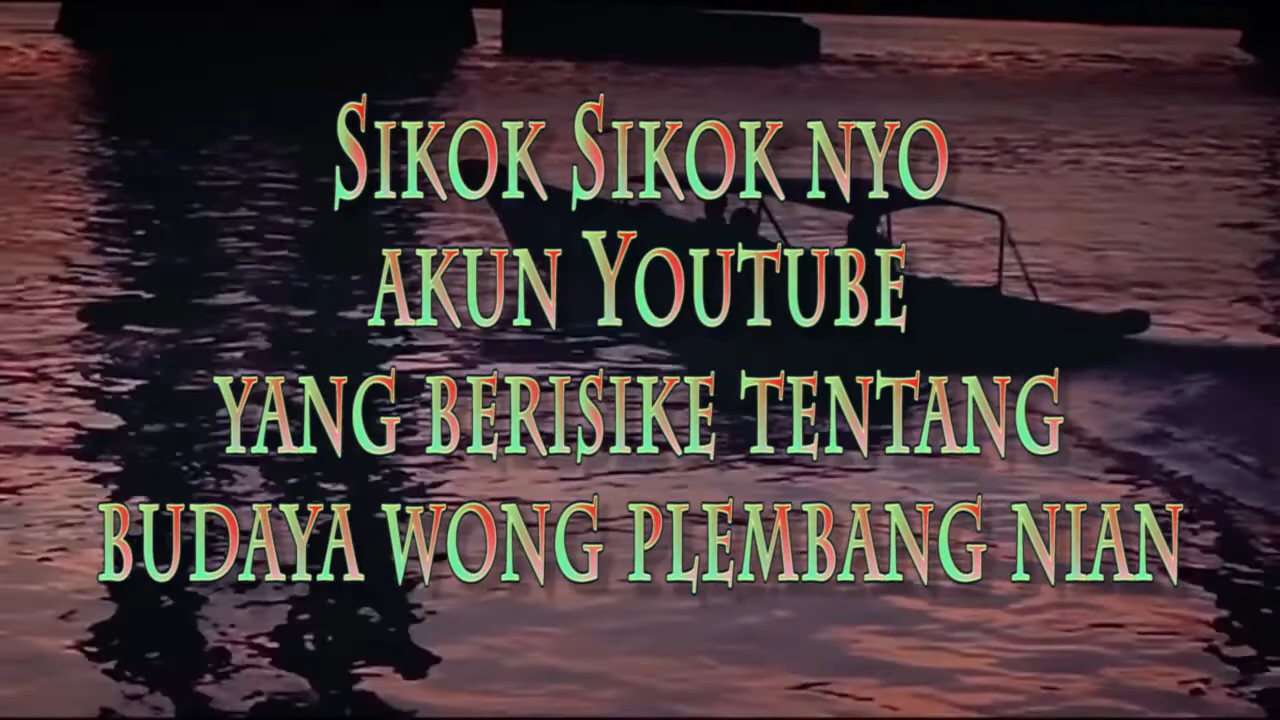 Sikok Sikok nyo
akun Youtube
yang berisike tentang
budaya wong plembang nian